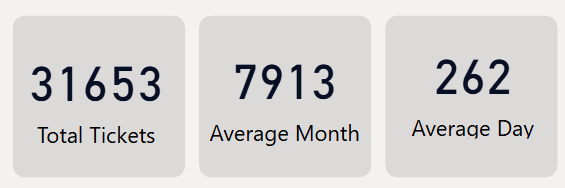 31653
Total Tickets
7913
Average Month
262
Average Day